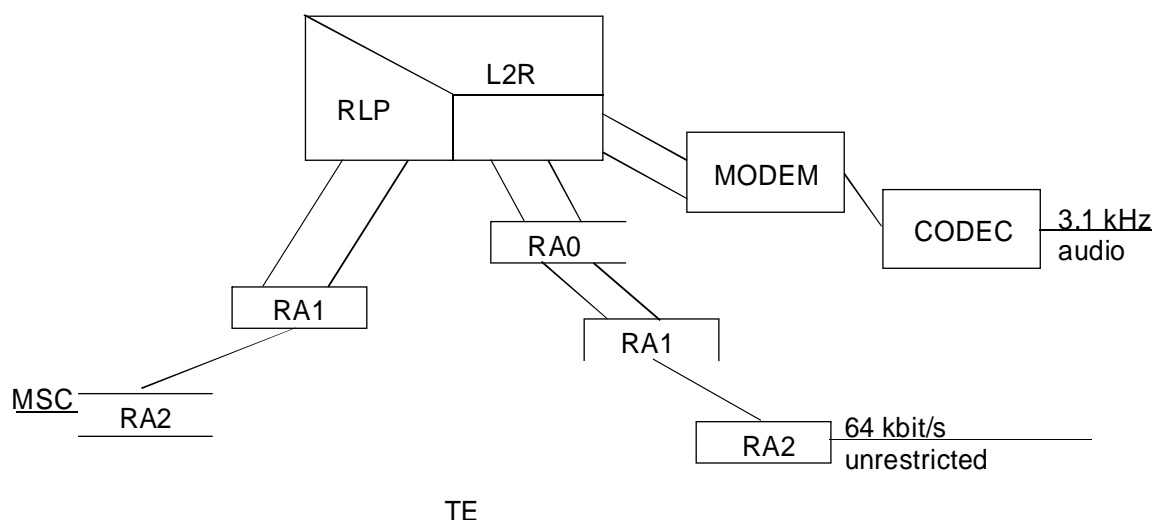 L2R
RLP
MODEM
CODEC
3.1 kHz
audio
RA0
RA1
RA1
MSC
RA2
64 kbit/s
RA2
unrestricted
TE